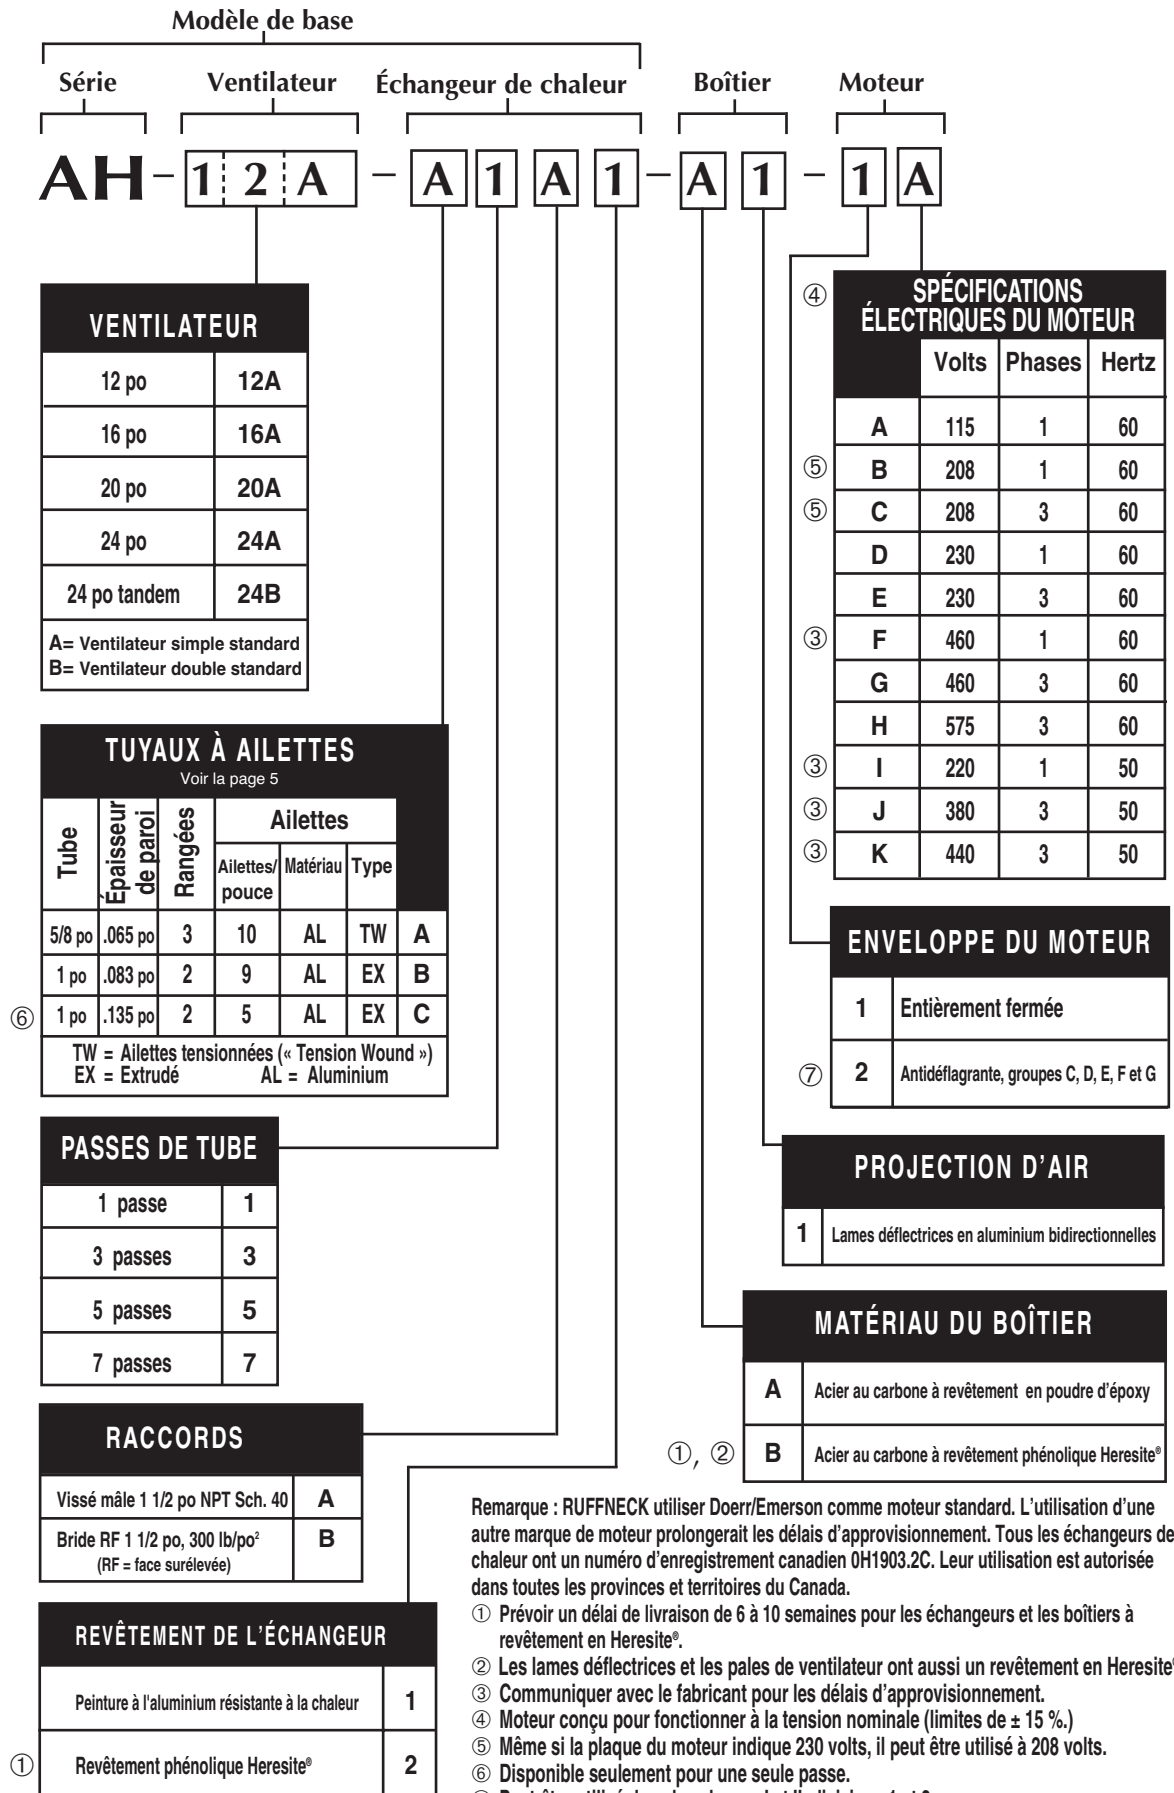 Modèle de base
Série Ventilateur Échangeur de chaleur Boîtier Moteur
AH – 1 2 A – A 1 A 1 – A 1 – 1 A
VENTILATEUR
12 po 12A
16 po 16A
20 po 20A
24 po 24A
24 po tandem 24B
A= Ventilateur simple standard
B= Ventilateur double standard
TUYAUX À AILETTES
Voir la page 5
Tube Épaisseur de paroi Rangées Ailettes
Ailettes/pouce Matériau Type
5/8 po .065 po 3 10 AL TW A
1 po .083 po 2 9 AL EX B
⑥ 1 po .135 po 2 5 AL EX C
TW = Ailettes tensionnées (« Tension Wound »)
EX = Extrudé AL = Aluminium
PASSES DE TUBE
1 passe 1
3 passes 3
5 passes 5
7 passes 7
RACCORDS
Vissé mâle 1 1/2 po NPT Sch. 40 A
Bride RF 1 1/2 po, 300 lb/po² B
(RF = face surélevée)
REVÊTEMENT DE L’ÉCHANGEUR
Peinture à l'aluminium résistante à la chaleur 1
① Revêtement phénolique Heresite® 2
④ SPÉCIFICATIONS
ÉLECTRIQUES DU MOTEUR
Volts Phases Hertz
A 115 1 60
⑤ B 208 1 60
⑤ C 208 3 60
D 230 1 60
E 230 3 60
③ F 460 1 60
G 460 3 60
H 575 3 60
③ I 220 1 50
③ J 380 3 50
③ K 440 3 50
ENVELOPPE DU MOTEUR
1 Entièrement fermée
⑦ 2 Antidéflagrante, groupes C, D, E, F et G
PROJECTION D’AIR
1 Lames déflectrices en aluminium bidirectionnelles
MATÉRIAU DU BOÎTIER
A Acier au carbone à revêtement en poudre d’époxy
①, ② B Acier au carbone à revêtement phénolique Heresite®
Remarque : RUFFNECK utiliser Doerr/Emerson comme moteur standard. L’utilisation d’une
autre marque de moteur prolongerait les délais d’approvisionnement. Tous les échangeurs de
chaleur ont un numéro d’enregistrement canadien 0H1903.2C. Leur utilisation est autorisée
dans toutes les provinces et territoires du Canada.
① Prévoir un délai de livraison de 6 à 10 semaines pour les échangeurs et les boîtiers à
revêtement en Heresite®.
② Les lames déflectrices et les pales de ventilateur ont aussi un revêtement en Heresite®
③ Communiquer avec le fabricant pour les délais d’approvisionnement.
④ Moteur conçu pour fonctionner à la tension nominale (limites de ± 15 %.)
⑤ Même si la plaque du moteur indique 230 volts, il peut être utilisé à 208 volts.
⑥ Disponible seulement pour une seule passe.